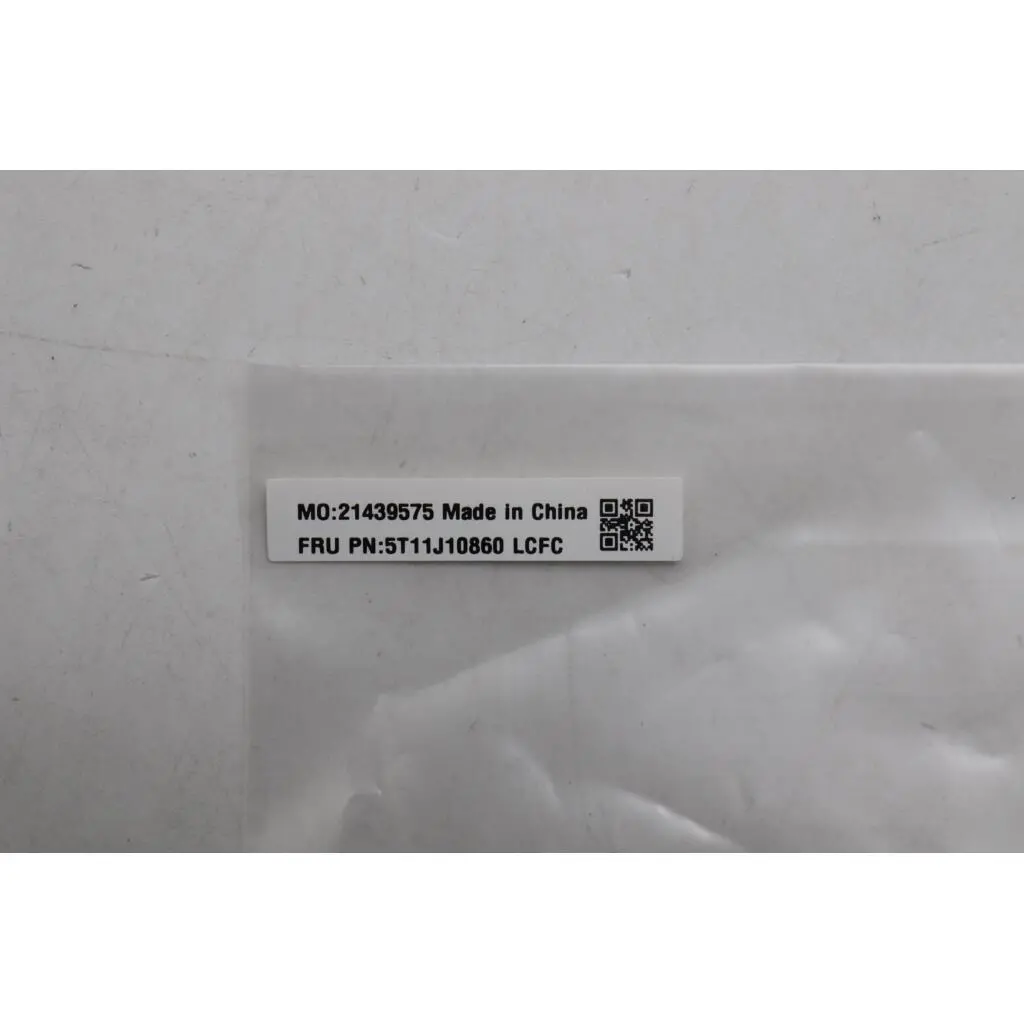 MO:21439575 Made in China
FRU PN:5T11J10860 LCFC